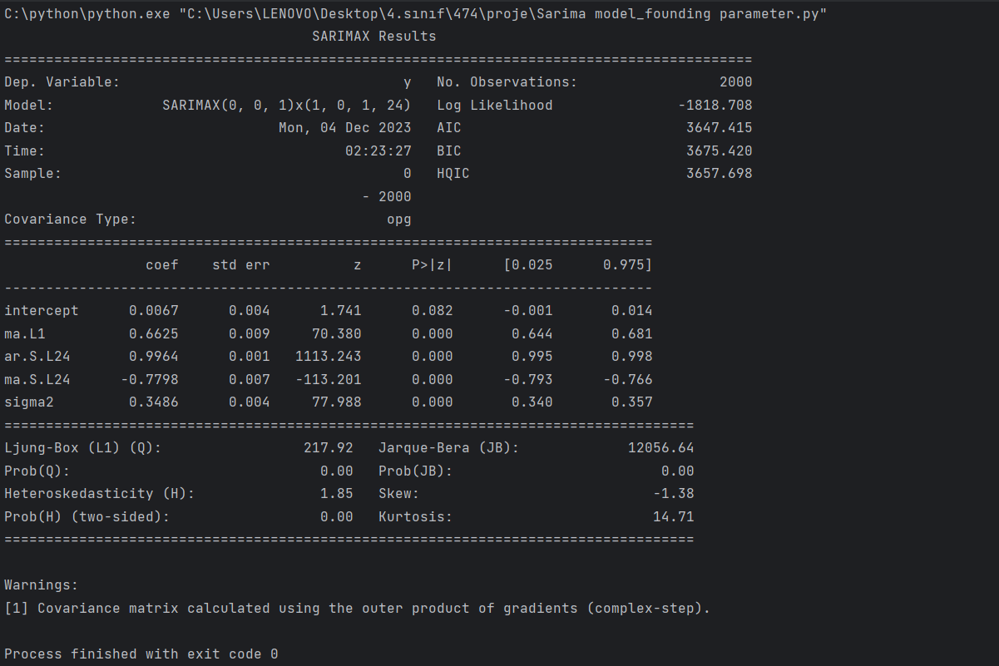 C:\python\python.exe "C:\Users\LENOVO\Desktop\4.sınıf\474\proje\Sarima model_founding parameter.py"
                                     SARIMAX Results
==========================================================================================
Dep. Variable:                                  y   No. Observations:                 2000
Model:             SARIMAX(0, 0, 1)x(1, 0, 1, 24)   Log Likelihood               -1818.708
Date:                            Mon, 04 Dec 2023   AIC                           3647.415
Time:                                    02:23:27   BIC                           3675.420
Sample:                                         0   HQIC                          3657.698
                                           - 2000
Covariance Type:                              opg
==============================================================================
                 coef    std err          z      P>|z|      [0.025      0.975]
------------------------------------------------------------------------------
intercept      0.0067      0.004      1.741      0.082      -0.001       0.014
ma.L1          0.6625      0.009     70.380      0.000       0.644       0.681
ar.S.L24       0.9964      0.001   1113.243      0.000       0.995       0.998
ma.S.L24      -0.7798      0.007   -113.201      0.000      -0.793      -0.766
sigma2         0.3486      0.004     77.988      0.000       0.340       0.357
===================================================================================
Ljung-Box (L1) (Q):                 217.92   Jarque-Bera (JB):             12056.64
Prob(Q):                              0.00   Prob(JB):                         0.00
Heteroskedasticity (H):               1.85   Skew:                            -1.38
Prob(H) (two-sided):                  0.00   Kurtosis:                        14.71
===================================================================================

Warnings:
[1] Covariance matrix calculated using the outer product of gradients (complex-step).

Process finished with exit code 0